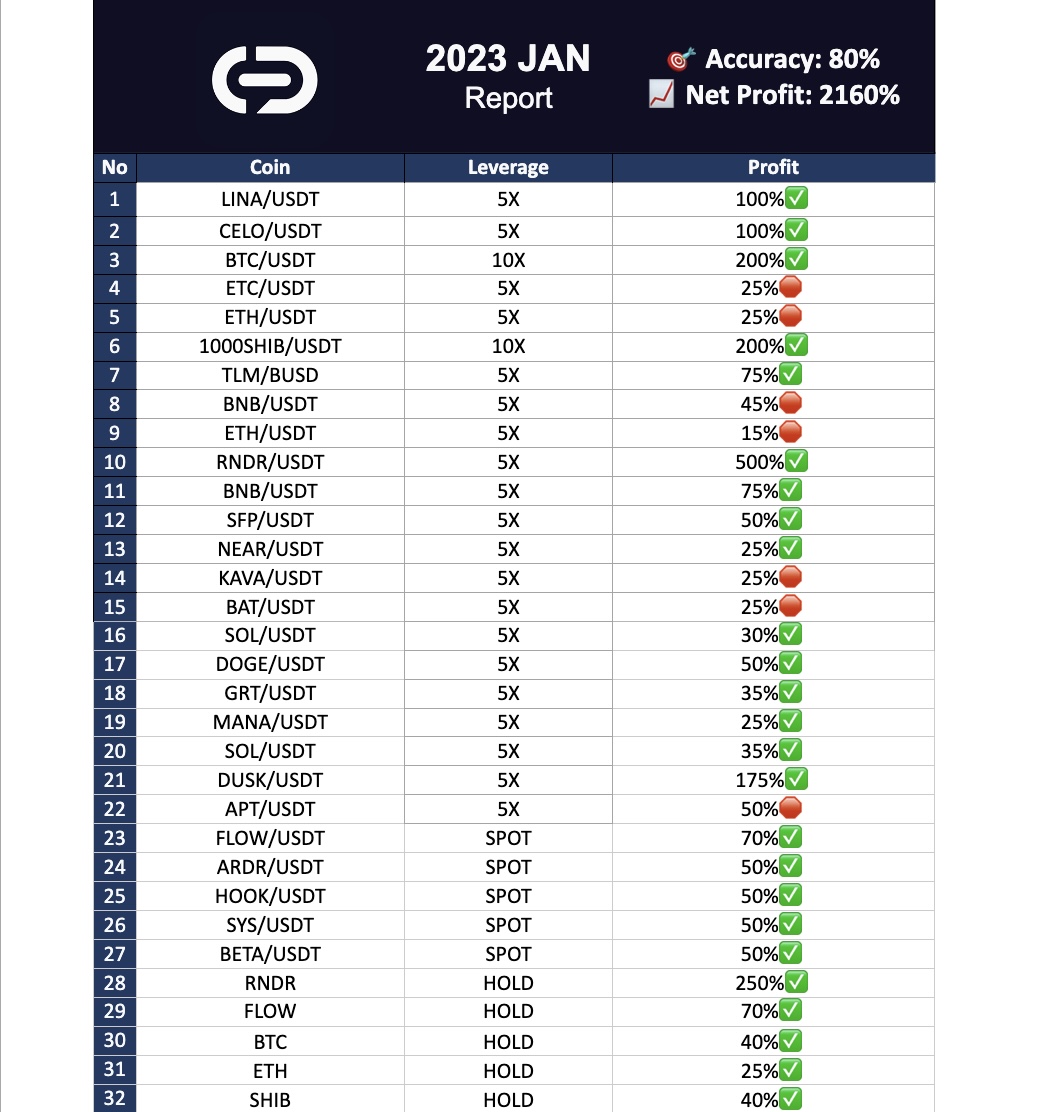 2023 JAN
Report
🎯 Accuracy: 80%
📈 Net Profit: 2160%
No Coin Leverage Profit
1 LINA/USDT 5X 100%✅
2 CELO/USDT 5X 100%✅
3 BTC/USDT 10X 200%✅
4 ETC/USDT 5X 25%🛑
5 ETH/USDT 5X 25%🛑
6 1000SHIB/USDT 10X 200%✅
7 TLM/BUSD 5X 75%✅
8 BNB/USDT 5X 45%🛑
9 ETH/USDT 5X 15%🛑
10 RNDR/USDT 5X 500%✅
11 BNB/USDT 5X 75%✅
12 SFP/USDT 5X 50%✅
13 NEAR/USDT 5X 25%✅
14 KAVA/USDT 5X 25%🛑
15 BAT/USDT 5X 25%🛑
16 SOL/USDT 5X 30%✅
17 DOGE/USDT 5X 50%✅
18 GRT/USDT 5X 35%✅
19 MANA/USDT 5X 25%✅
20 SOL/USDT 5X 35%✅
21 DUSK/USDT 5X 175%✅
22 APT/USDT 5X 50%🛑
23 FLOW/USDT SPOT 70%✅
24 ARDR/USDT SPOT 50%✅
25 HOOK/USDT SPOT 50%✅
26 SYS/USDT SPOT 50%✅
27 BETA/USDT SPOT 50%✅
28 RNDR HOLD 250%✅
29 FLOW HOLD 70%✅
30 BTC HOLD 40%✅
31 ETH HOLD 25%✅
32 SHIB HOLD 40%✅